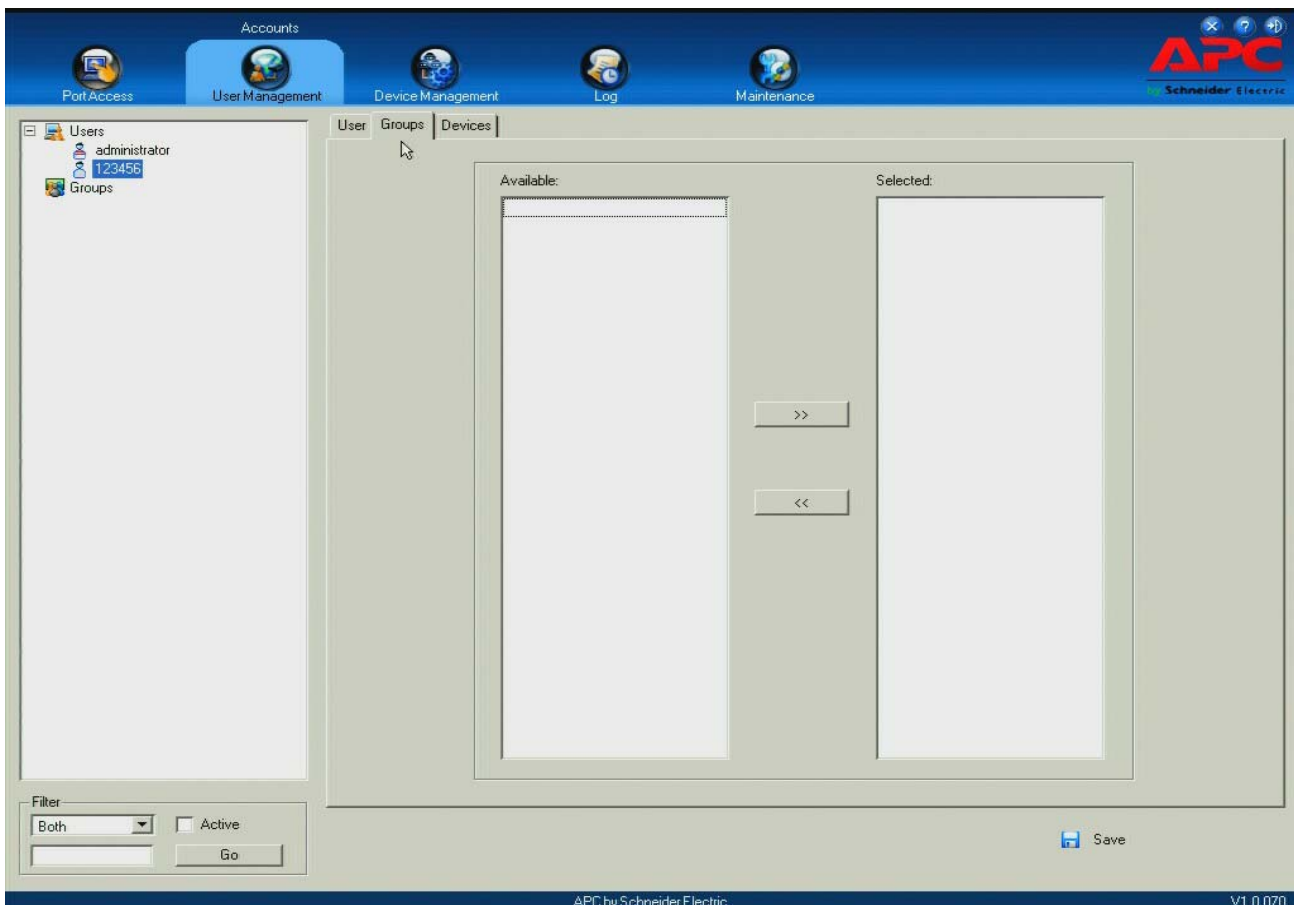 Accounts
Port Access User Management Device Management Log Maintenance
APC
by Schneider Electric
Users
administrator
123456
Groups
User Groups Devices
Available: Selected:
>>
<<
Filter
Both Active
Go
Save
APC by Schneider Electric V1.0.070